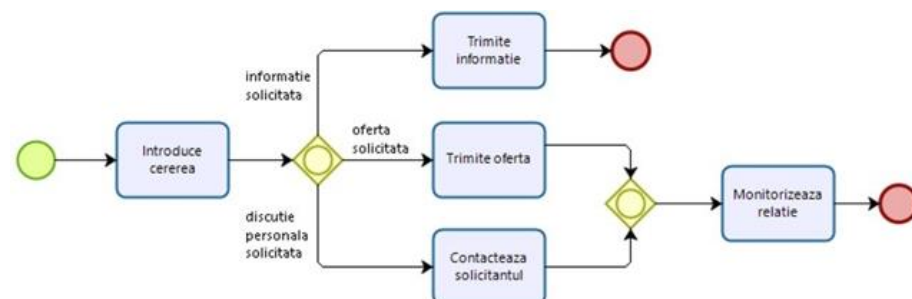 Trimite
informatie
informatie
solicitata
oferta
solicitata
Introduce
cererea
Trimite oferta
Monitorizeaza
relatie
discutie
personala
solicitata
Contacteaza
solicitantul